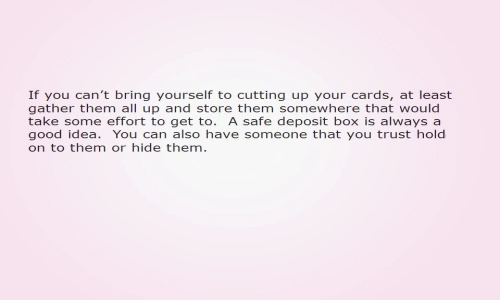 If you can't bring yourself to cutting up your cards, at least
gather them all up and store them somewhere that would
take some effort to get to.  A safe deposit box is always a
good idea.  You can also have someone that you trust hold
on to them or hide them.